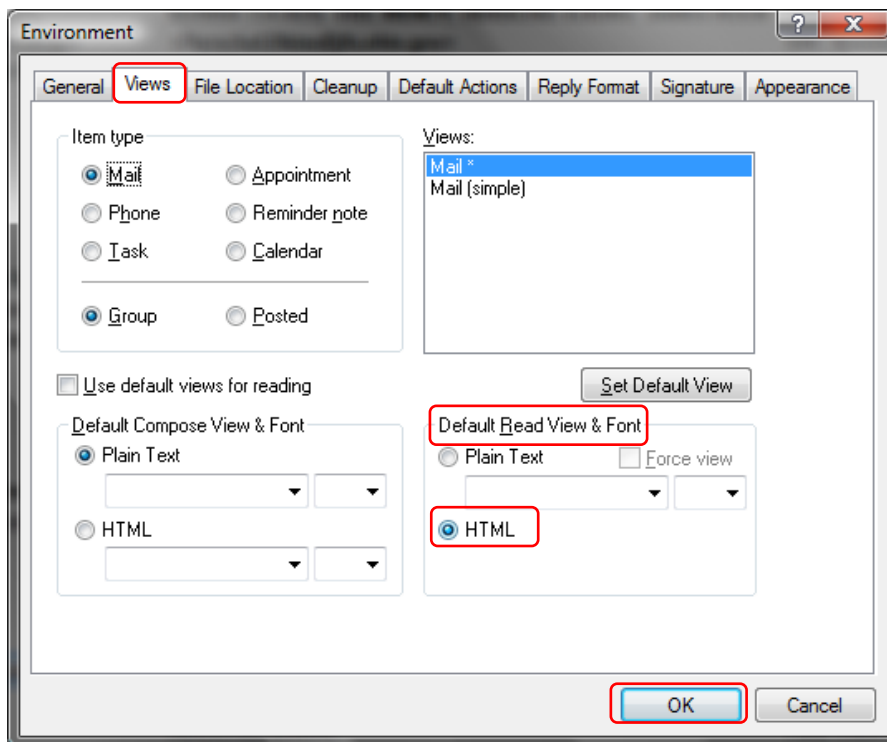 Environment
?
X
General Views File Location Cleanup Default Actions Reply Format Signature Appearance
Item type
Mail Appointment
Phone Reminder note
Task Calendar
Group Posted
Views:
Mail *
Mail (simple)
Use default views for reading
Set Default View
Default Compose View & Font
Plain Text
HTML
Default Read View & Font
Plain Text Force view
HTML
OK Cancel